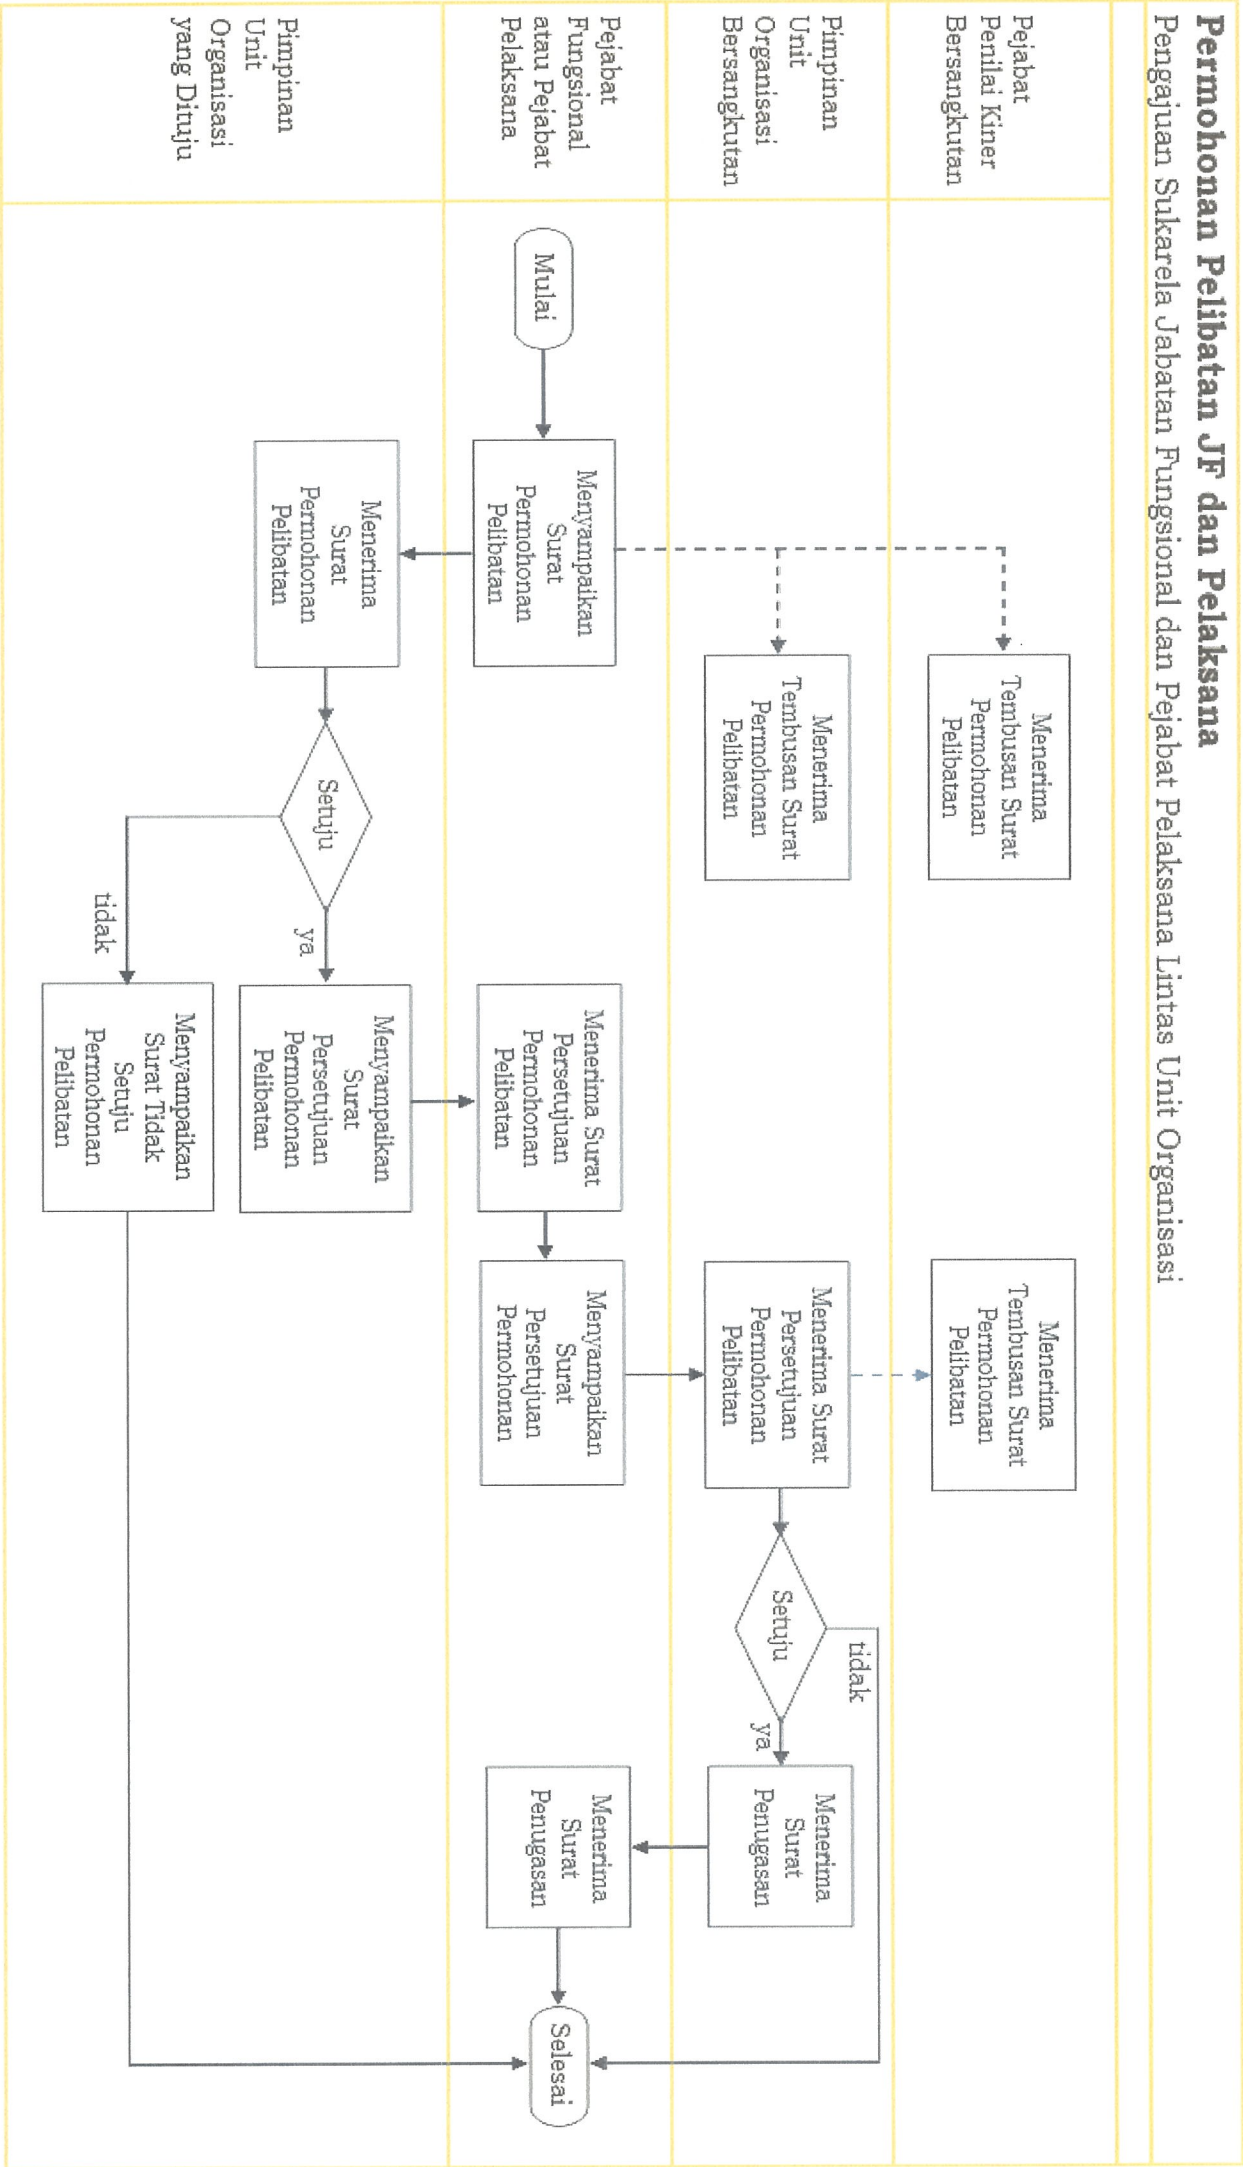 Permohonan Pelibatan JF dan Pelaksana
Pengajuan Sukarela Jabatan Fungsional dan Pejabat Pelaksana Lintas Unit Organisasi
Pejabat
Penilai Kiner
Bersangkutan
Menerima
Tembusan Surat
Permohonan
Pelibatan
Menerima
Tembusan Surat
Permohonan
Pelibatan
Pimpinan
Unit
Organisasi
Bersangkutan
Menerima
Tembusan Surat
Permohonan
Pelibatan
Menerima Surat
Persetujuan
Permohonan
Pelibatan
Setuju
tidak
ya
Menerima
Surat
Penugasan
Pejabat
Fungsional
atau Pejabat
Pelaksana
Mulai
Menyampaikan
Surat
Permohonan
Pelibatan
Menerima Surat
Persetujuan
Permohonan
Pelibatan
Menyampaikan
Surat
Persetujuan
Permohonan
Menerima
Surat
Penugasan
Selesai
Pimpinan
Unit
Organisasi
yang Dituju
Menerima
Surat
Permohonan
Pelibatan
Setuju
ya
tidak
Menyampaikan
Surat
Persetujuan
Permohonan
Pelibatan
Menyampaikan
Surat Tidak
Setuju
Permohonan
Pelibatan